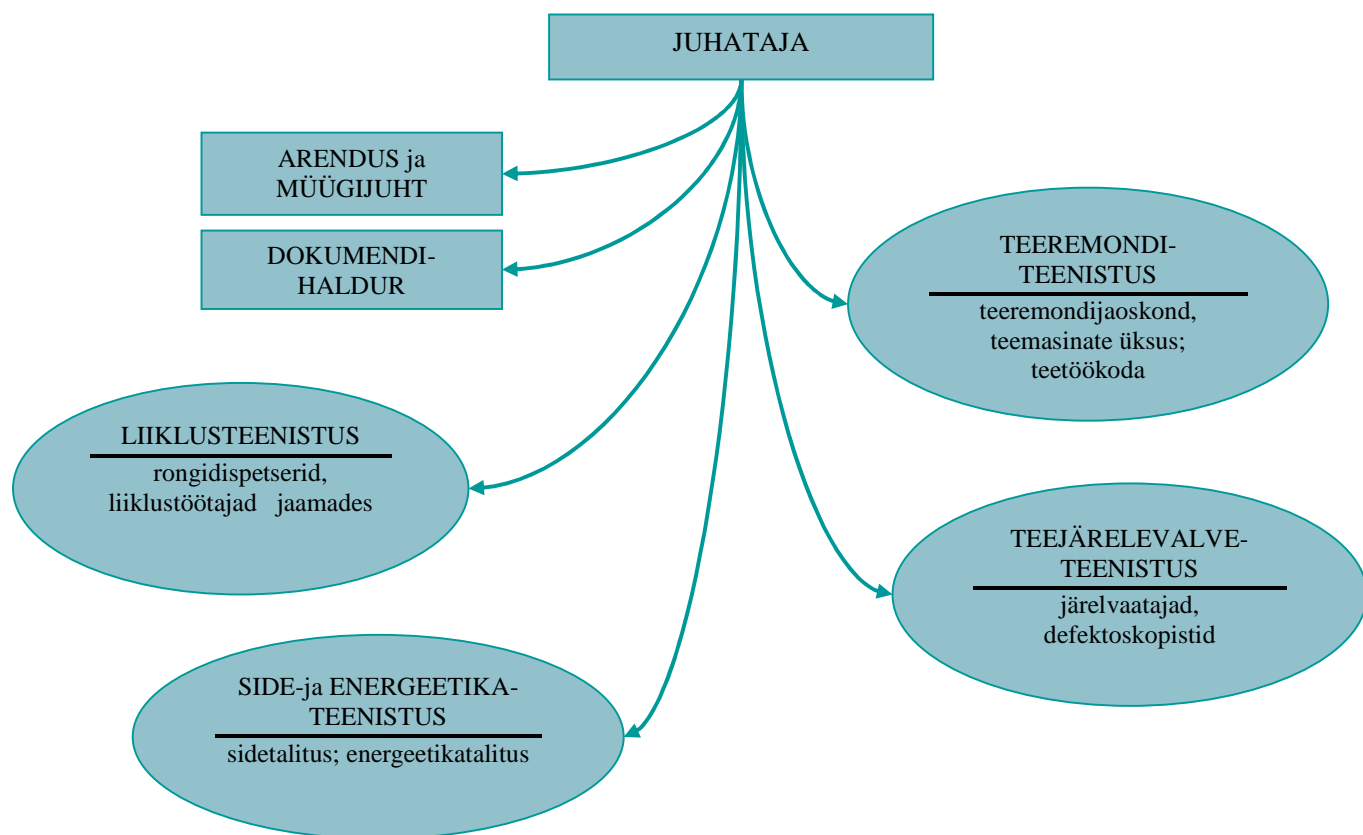 JUHATAJA
ARENDUS ja
MÜÜGIJUHT
DOKUMENDI-
HALDUR
TEEREMONDI-
TEENISTUS
teeremondijaoskond,
teemasinate üksus;
teetöökoda
LIIKLUSTEENISTUS
rongidispetserid,
liiklustöötajad jaamades
TEEJÄRELEVALVE-
TEENISTUS
järelvaatajad,
defektoskopistid
SIDE-ja ENERGEETIKA-
TEENISTUS
sidetalitus; energeetikatalitus